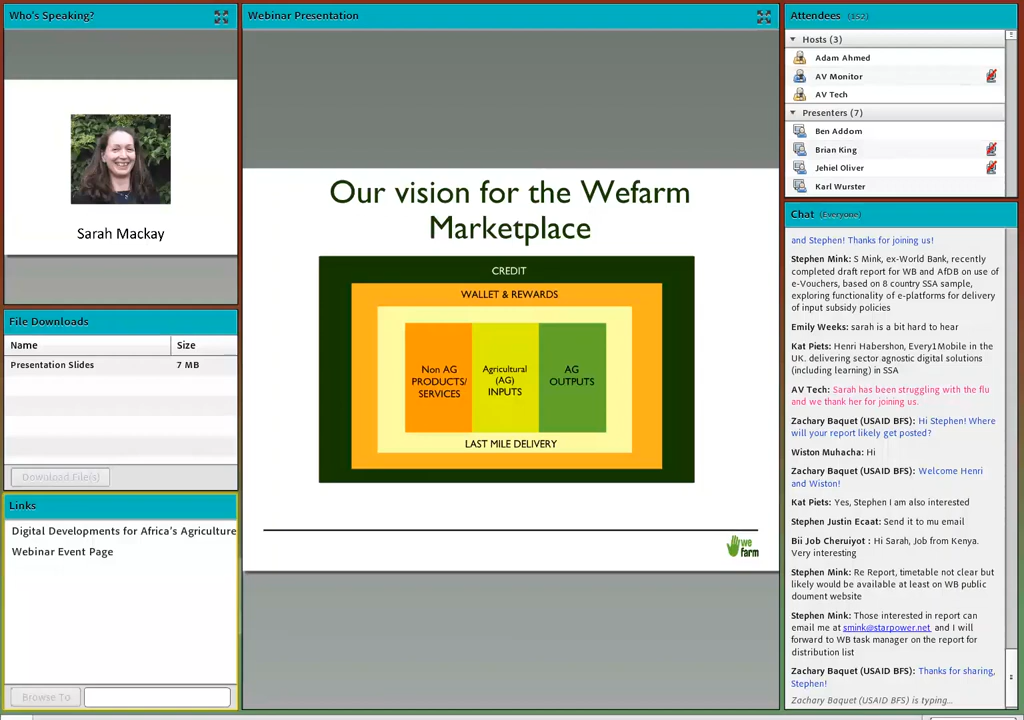 Who's Speaking?
Sarah Mackay
File Downloads
Name Size
Presentation Slides 7 MB
Download File(s)
Links
Digital Developments for Africa's Agriculture
Webinar Event Page
Browse To
Webinar Presentation
Our vision for the Wefarm
Marketplace
CREDIT
WALLET & REWARDS
Non AG
PRODUCTS/
SERVICES
Agricultural
(AG)
INPUTS
AG
OUTPUTS
LAST MILE DELIVERY
we
farm
Attendees (152)
Hosts (3)
Adam Ahmed
AV Monitor
AV Tech
Presenters (7)
Ben Addom
Brian King
Jehiel Oliver
Karl Wurster
Chat (Everyone)
and Stephen! Thanks for joining us!
Stephen Mink: S Mink, ex-World Bank, recently
completed draft report for WB and AfDB on use of
e-Vouchers, based on 8 country SSA sample,
exploring functionality of e-platforms for delivery
of input subsidy policies
Emily Weeks: sarah is a bit hard to hear
Kat Piets: Henri Habershon, Every1Mobile in the
UK. delivering sector agnostic digital solutions
(including learning) in SSA
AV Tech: Sarah has been struggling with the flu
and we thank her for joining us.
Zachary Baquet (USAID BFS): Hi Stephen! Where
will your report likely get posted?
Wiston Muhacha: Hi
Zachary Baquet (USAID BFS): Welcome Henri
and Wiston!
Kat Piets: Yes, Stephen I am also interested
Stephen Justin Ecaat: Send it to mu email
Bii Job Cheruiyot : Hi Sarah, Job from Kenya.
Very interesting
Stephen Mink: Re Report, timetable not clear but
likely would be available at least on WB public
doument website
Stephen Mink: Those interested in report can
email me at smink@starpower.net and I will
forward to WB task manager on the report for
distribution list
Zachary Baquet (USAID BFS): Thanks for sharing,
Stephen!
Zachary Baquet (USAID BFS) is typing...